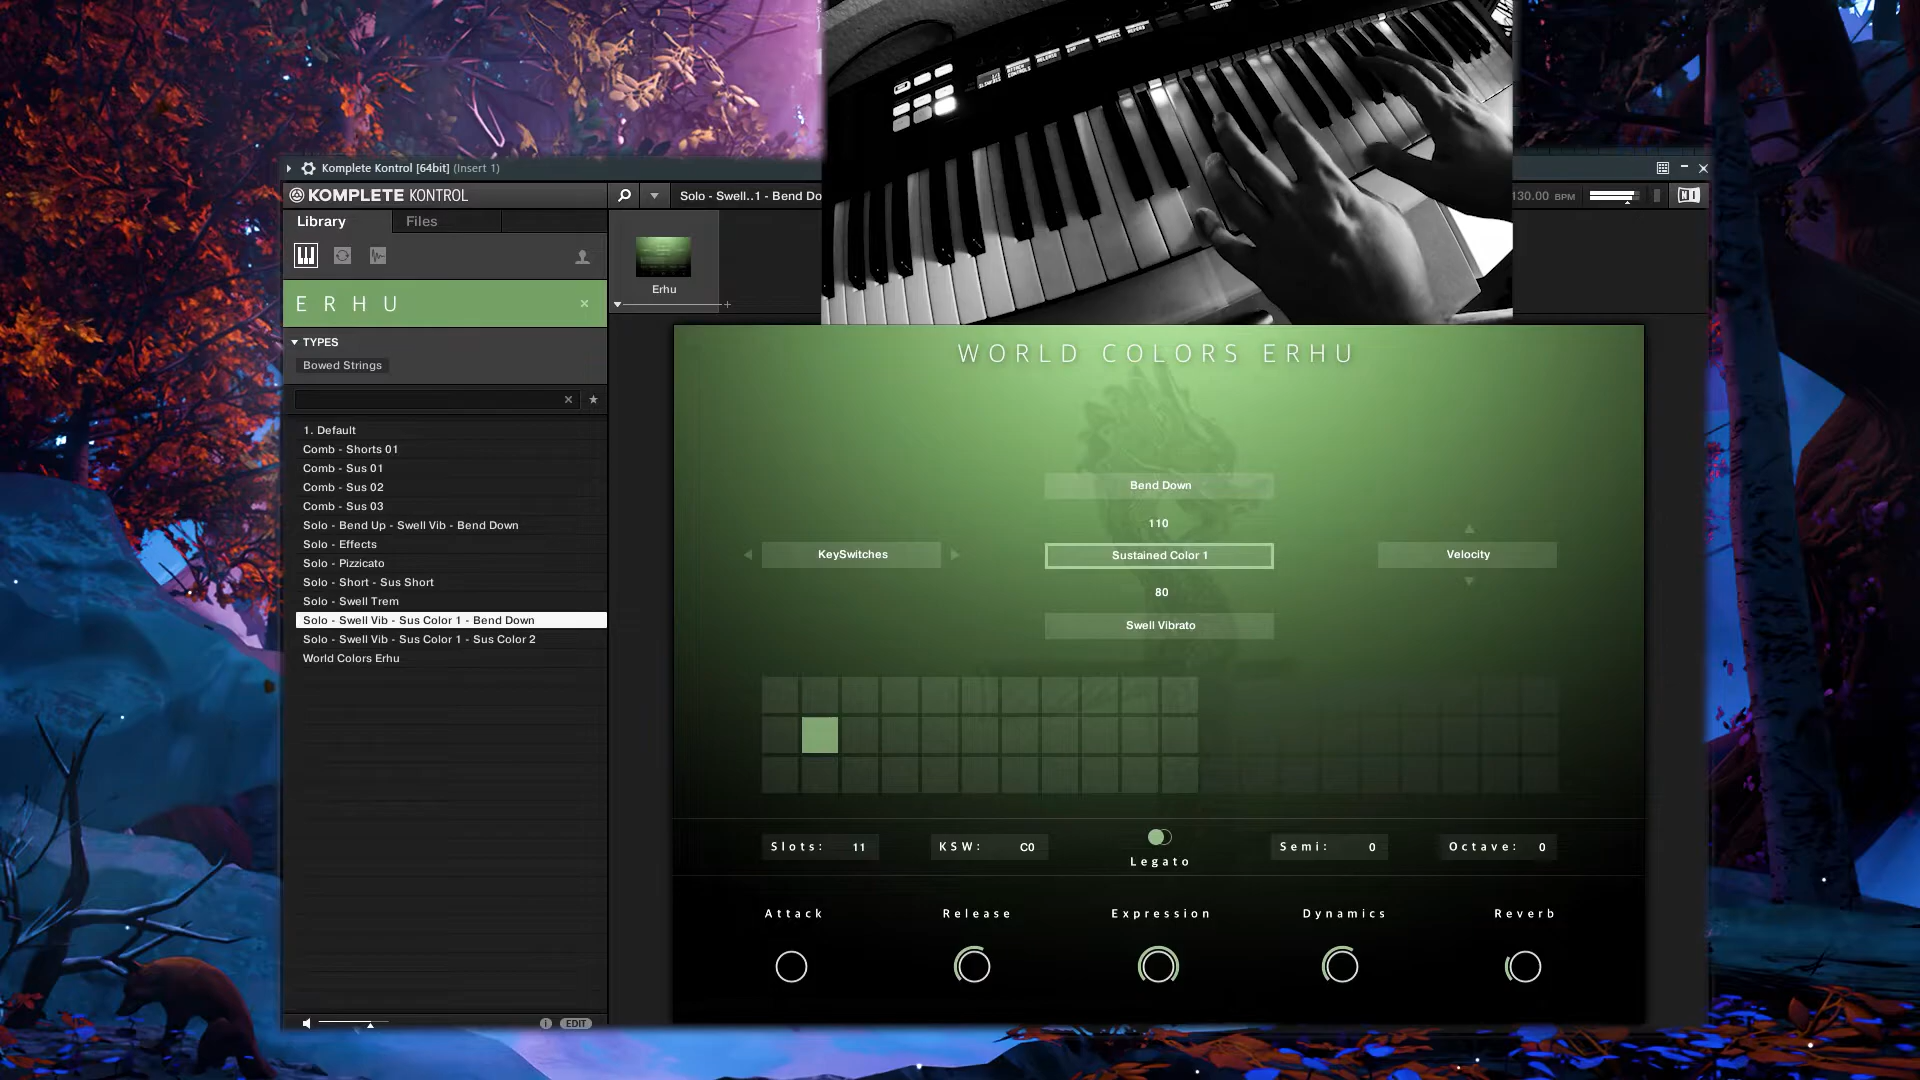 Komplete Kontrol [64bit] (Insert 1)
KOMPLETE KONTROL
Solo - Swell..1 - Bend Do
130.00 BPM
Library
Files
ERHU
Erhu
TYPES
Bowed Strings
1. Default
Comb - Shorts 01
Comb - Sus 01
Comb - Sus 02
Comb - Sus 03
Solo - Bend Up - Swell Vib - Bend Down
Solo - Effects
Solo - Pizzicato
Solo - Short - Sus Short
Solo - Swell Trem
Solo - Swell Vib - Sus Color 1 - Bend Down
Solo - Swell Vib - Sus Color 1 - Sus Color 2
World Colors Erhu
EDIT
WORLD COLORS ERHU
Bend Down
110
KeySwitches
Sustained Color 1
Velocity
80
Swell Vibrato
Slots: 11
KSW: C0
Legato
Semi: 0
Octave: 0
Attack
Release
Expression
Dynamics
Reverb